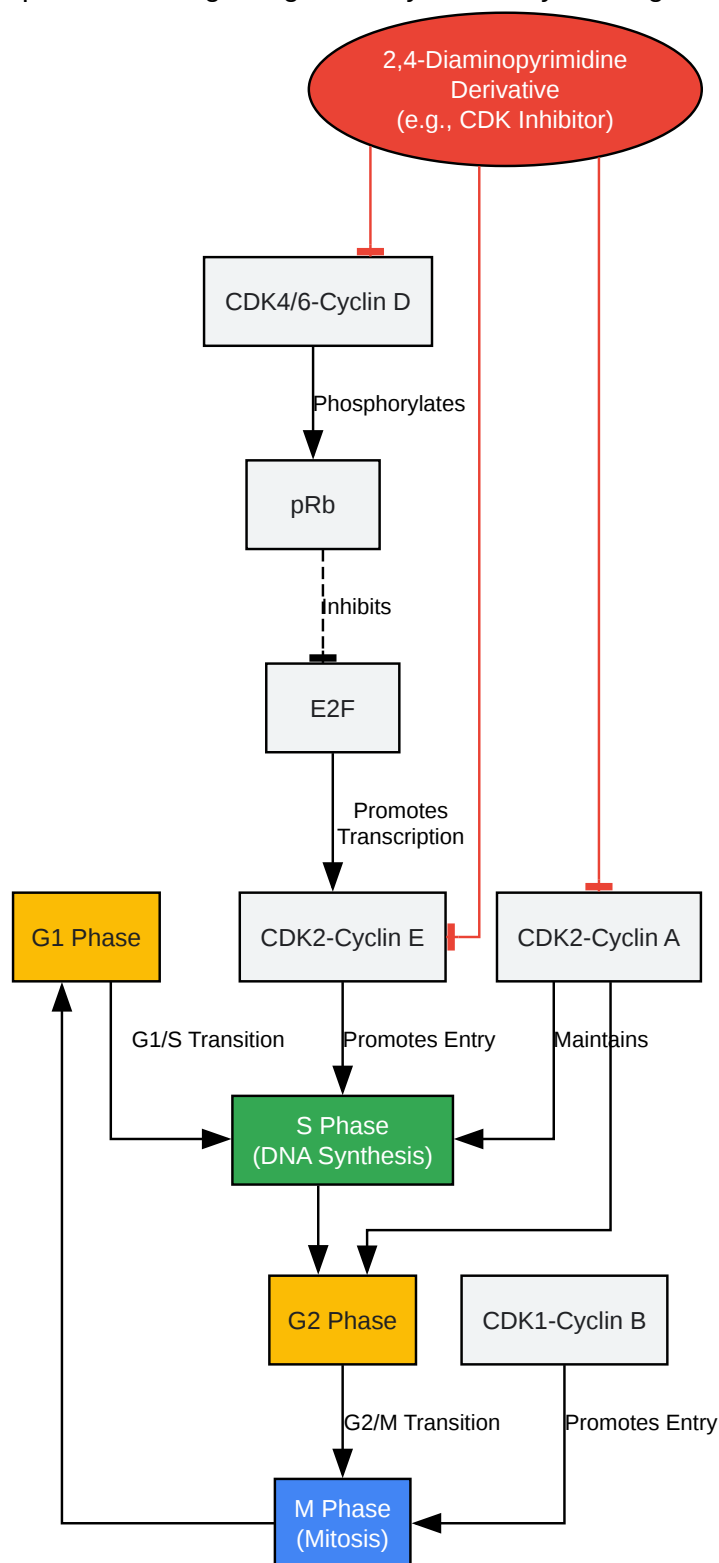 2,4-Diaminopyrimidine
Derivative
(e.g., CDK Inhibitor)
CDK4/6-Cyclin D
Phosphorylates
pRb
Inhibits
E2F
Promotes
Transcription
G1 Phase
CDK2-Cyclin E
CDK2-Cyclin A
G1/S Transition
Promotes Entry
Maintains
S Phase
(DNA Synthesis)
G2 Phase
CDK1-Cyclin B
G2/M Transition
Promotes Entry
M Phase
(Mitosis)